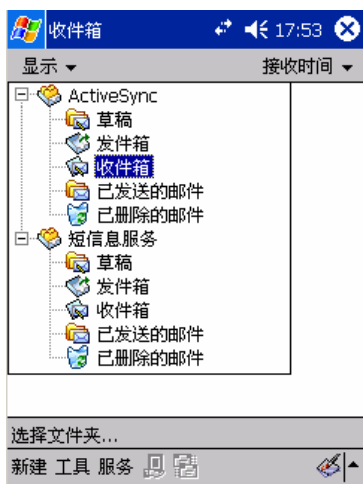 收件箱 17:53
显示 接收时间
ActiveSync
草稿
发件箱
收件箱
已发送的邮件
已删除的邮件
短信息服务
草稿
发件箱
收件箱
已发送的邮件
已删除的邮件
选择文件夹...
新建 工具 服务